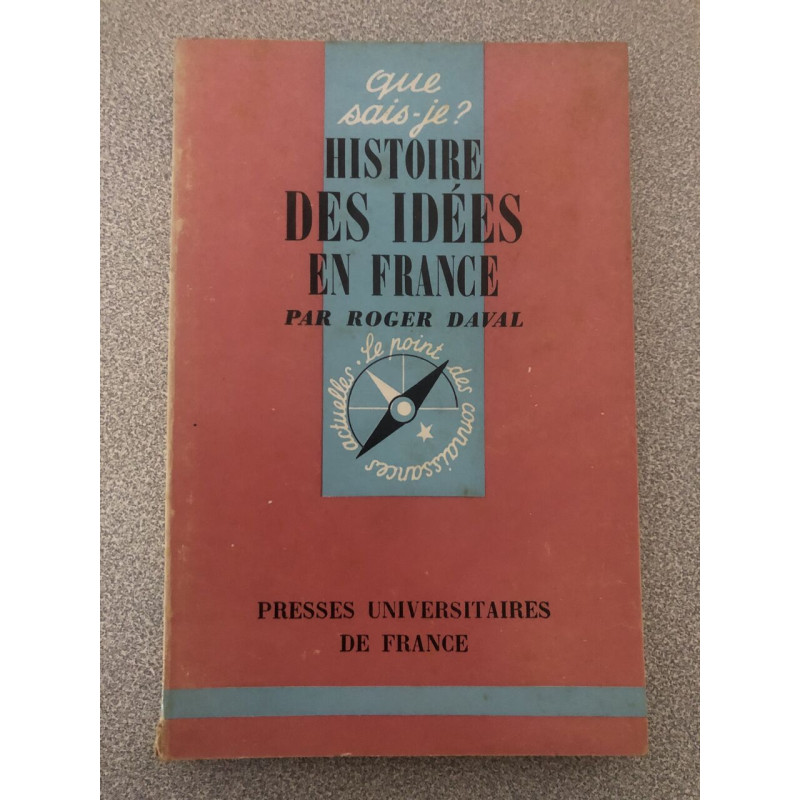 que
sais-je?
HISTOIRE
DES IDÉES
EN FRANCE
PAR ROGER DAVAL
Le point des connaissances actuelles.
PRESSES UNIVERSITAIRES
DE FRANCE